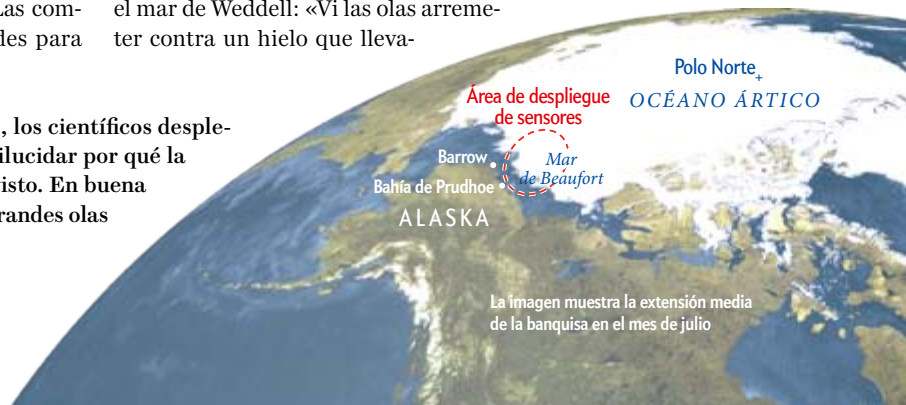 Las com-
des para
el mar de Weddell: «Vi las olas arreme-
ter contra un hielo que lleva-
, los científicos desple-
ilucidar por qué la
isto. En buena
randes olas
Polo Norte
OCÉANO ÁRTICO
Área de despliegue
de sensores
Barrow
Mar
de Beaufort
Bahía de Prudhoe
ALASKA
La imagen muestra la extensión media
de la banquisa en el mes de julio